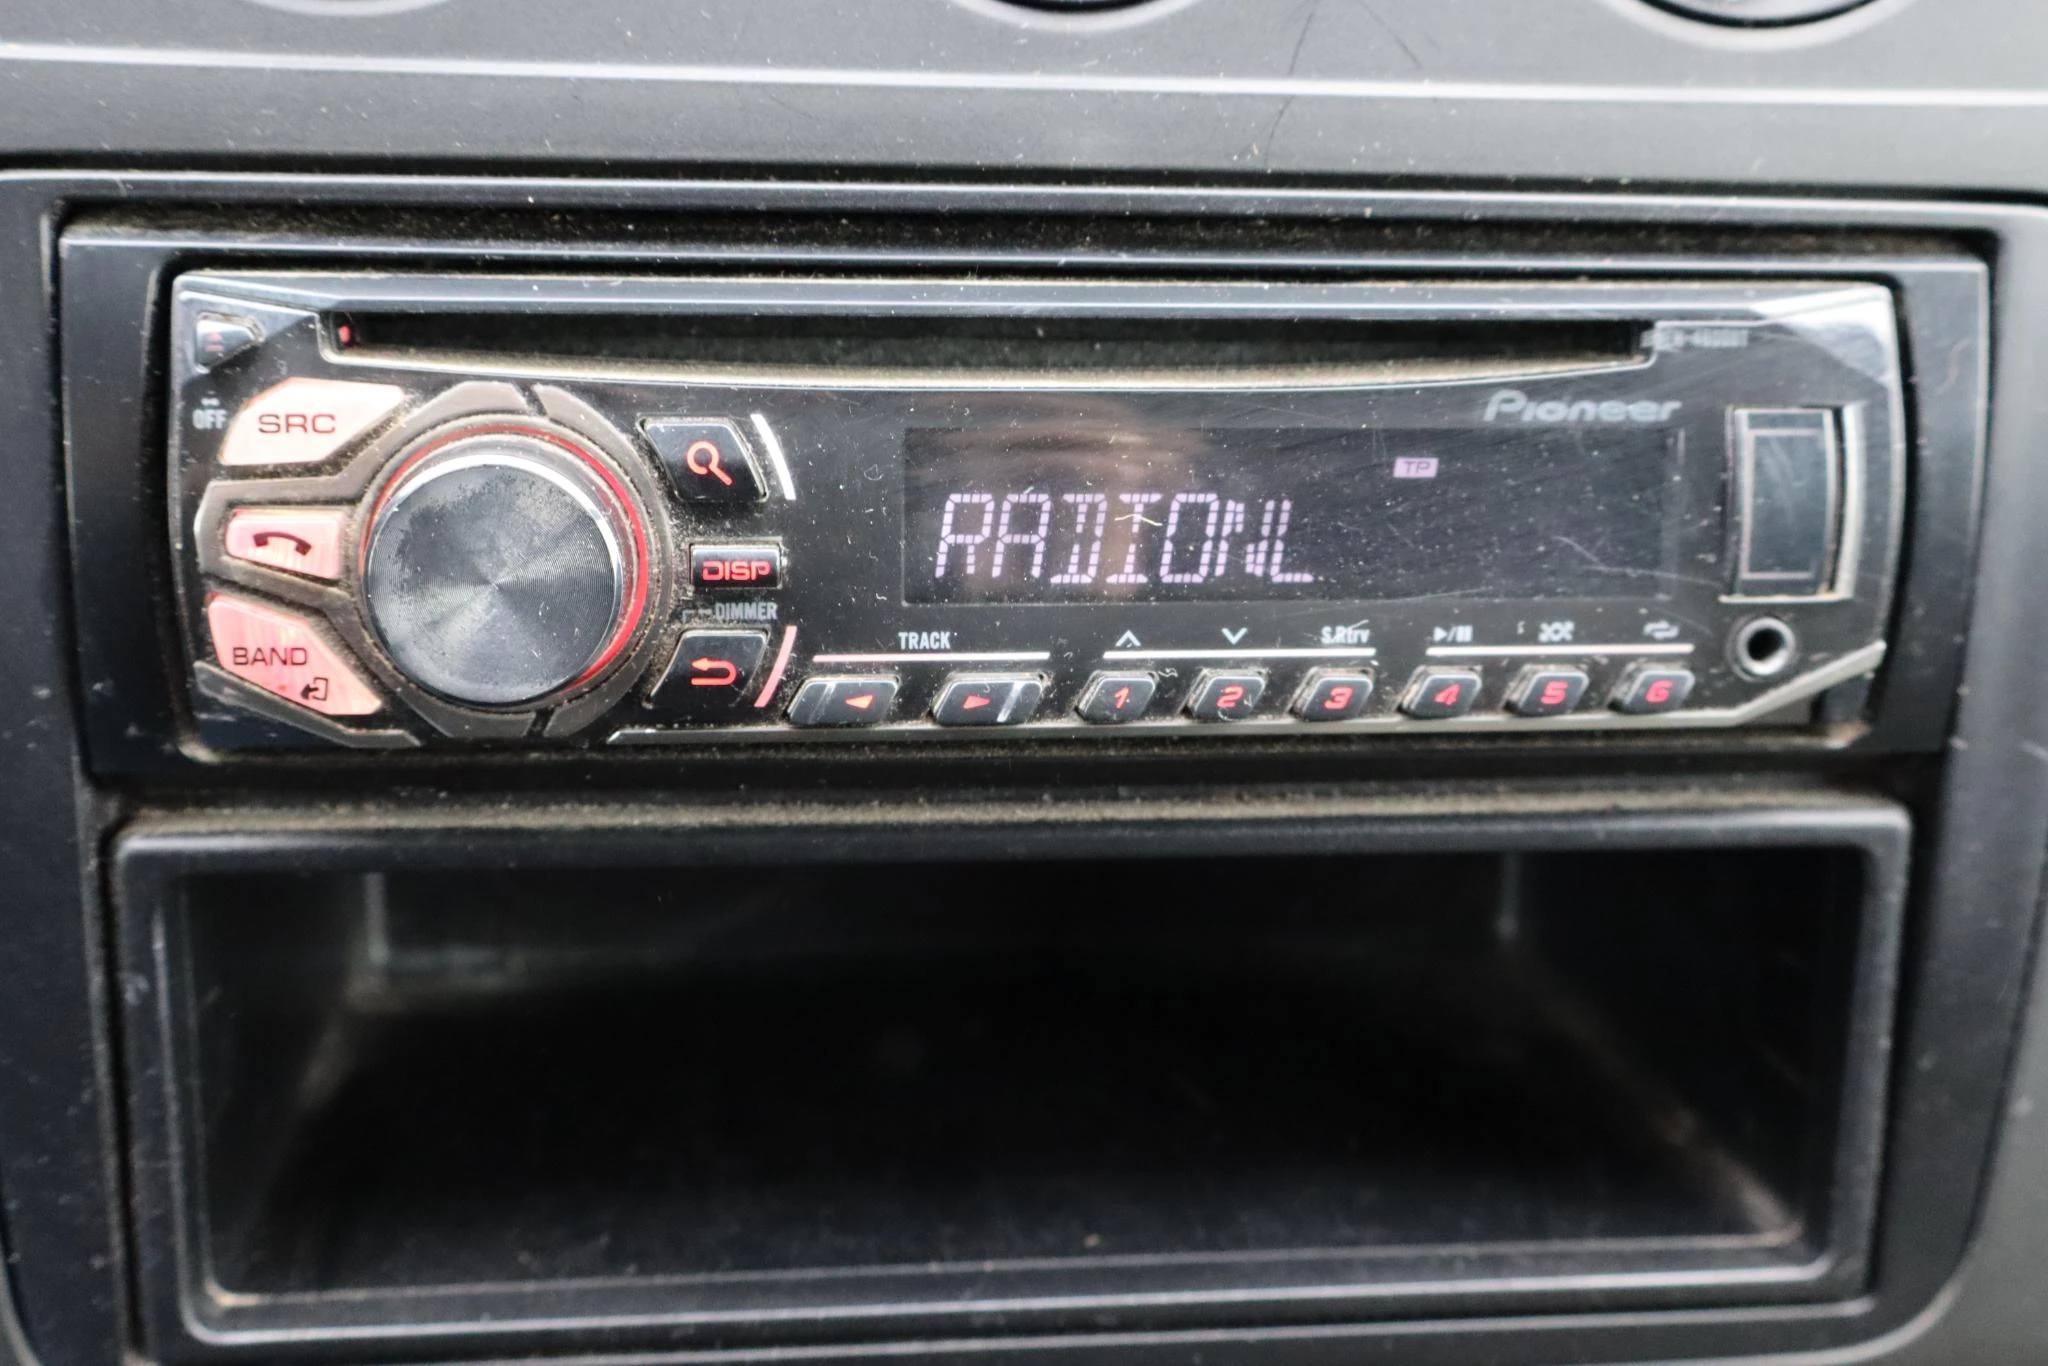 OFF
SRC
Pioneer
TP
RADIONL
DISP
DIMMER
BAND
TRACK
S.Rtrv
1 2 3 4 5 6